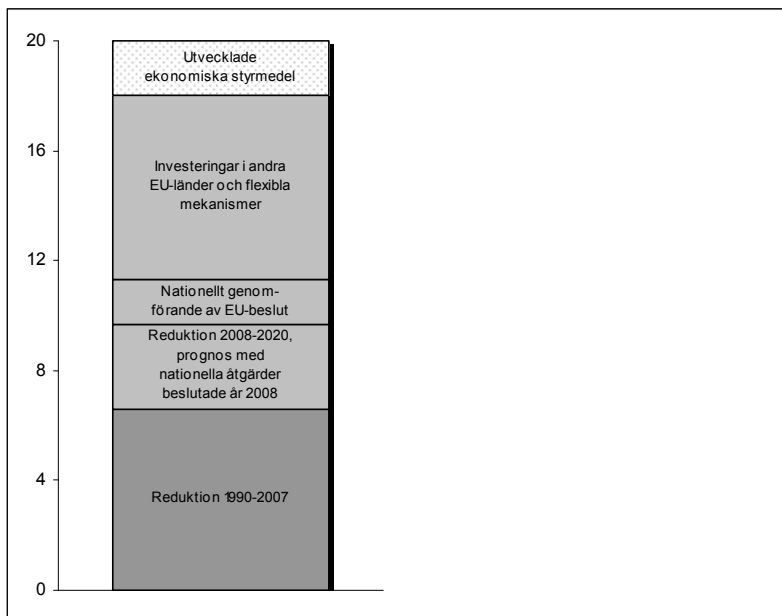 20
Utvecklade
ekonomiska styrmedel
16
Investeringar i andra
EU-länder och flexibla
mekanismer
12
Nationellt genom-
förande av EU-beslut
Reduktion 2008-2020,
prognos med
nationella åtgärder
beslutade år 2008
8
4
Reduktion 1990-2007
0